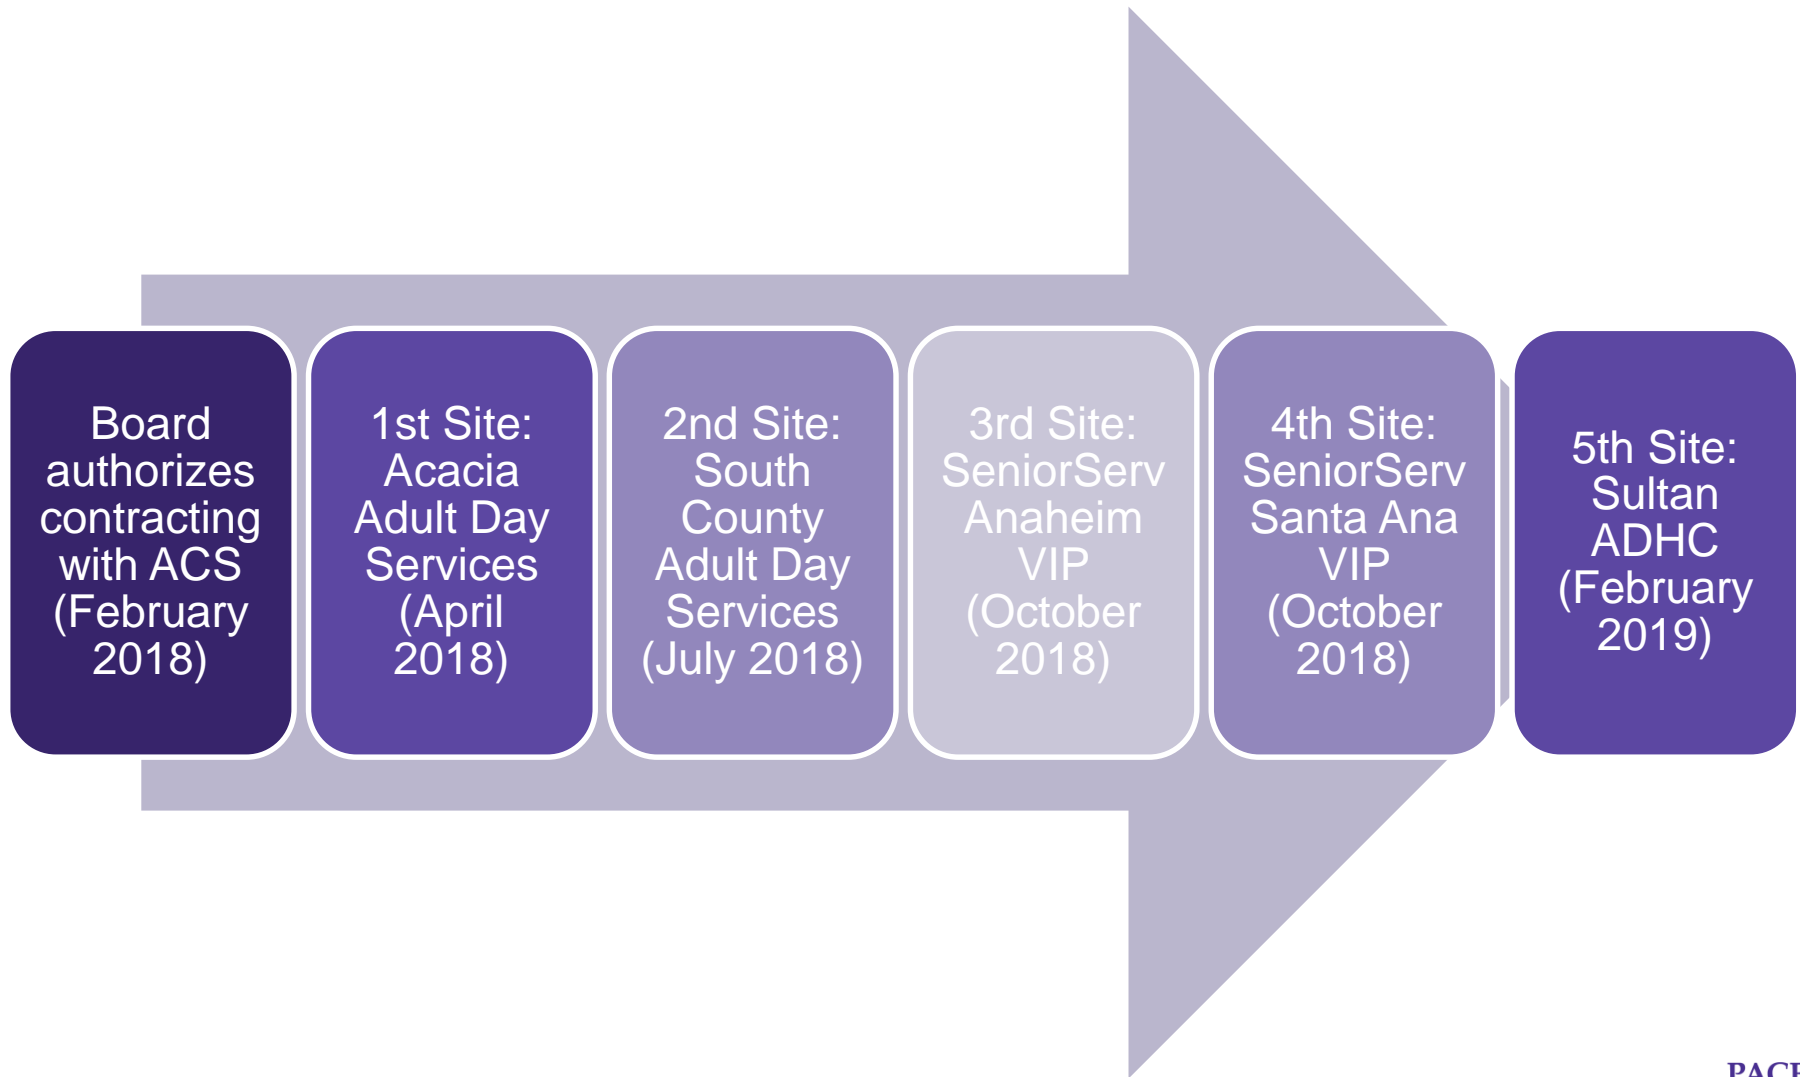 Board
authorizes
contracting
with ACS
(February
2018)
1st Site:
Acacia
Adult Day
Services
(April
2018)
2nd Site:
South
County
Adult Day
Services
(July 2018)
3rd Site:
SeniorServ
Anaheim
VIP
(October
2018)
4th Site:
SeniorServ
Santa Ana
VIP
(October
2018)
5th Site:
Sultan
ADHC
(February
2019)